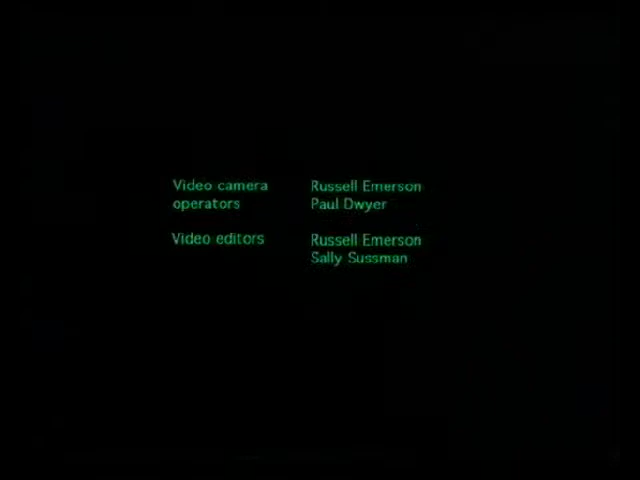 Video camera Russell Emerson
operators Paul Dwyer
Video editors Russell Emerson
Sally Sussman